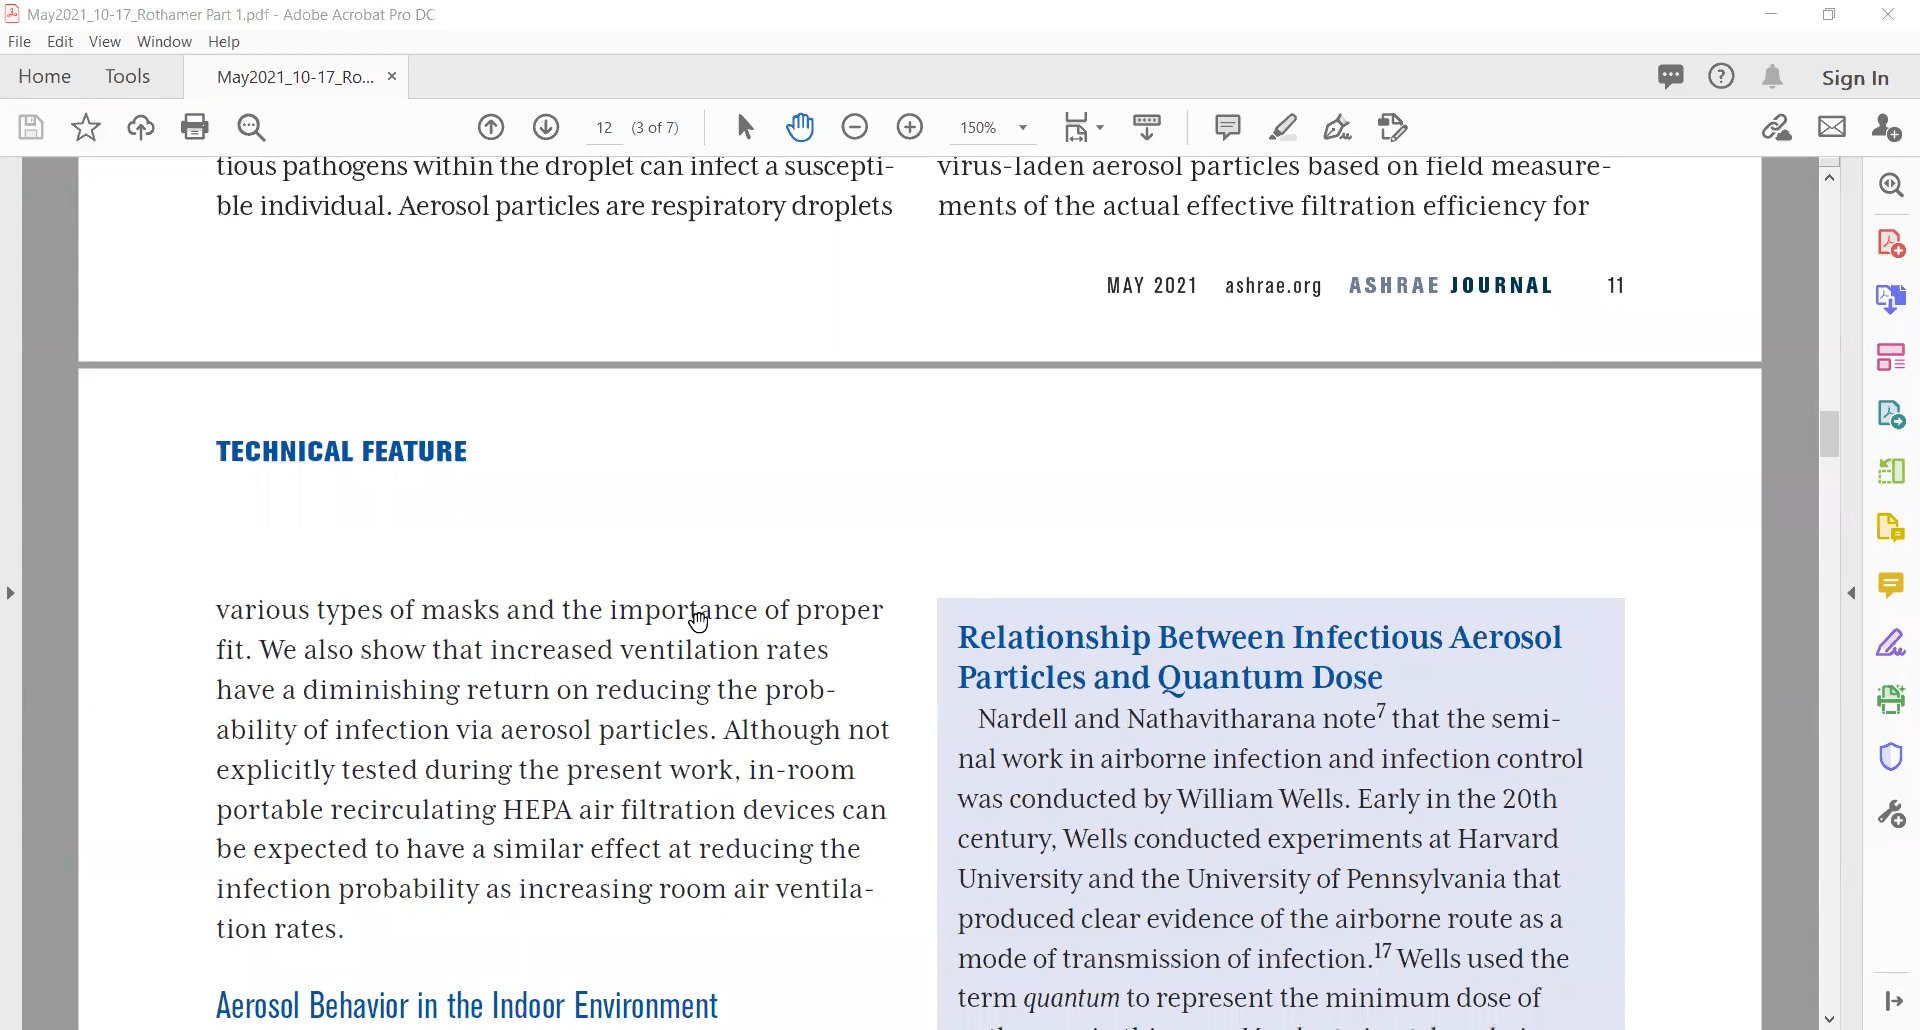 May2021_10-17_Rothamer Part 1.pdf - Adobe Acrobat Pro DC
File Edit View Window Help
Home Tools May2021_10-17_Ro... × Sign In
12 (3 of 7) 150%
tious pathogens within the droplet can infect a suscepti-
ble individual. Aerosol particles are respiratory droplets
virus-laden aerosol particles based on field measure-
ments of the actual effective filtration efficiency for
MAY 2021 ashrae.org ASHRAE JOURNAL 11
TECHNICAL FEATURE
various types of masks and the importance of proper
fit. We also show that increased ventilation rates
have a diminishing return on reducing the prob-
ability of infection via aerosol particles. Although not
explicitly tested during the present work, in-room
portable recirculating HEPA air filtration devices can
be expected to have a similar effect at reducing the
infection probability as increasing room air ventila-
tion rates.
Aerosol Behavior in the Indoor Environment
Relationship Between Infectious Aerosol
Particles and Quantum Dose
Nardell and Nathavitharana note7 that the semi-
nal work in airborne infection and infection control
was conducted by William Wells. Early in the 20th
century, Wells conducted experiments at Harvard
University and the University of Pennsylvania that
produced clear evidence of the airborne route as a
mode of transmission of infection.17 Wells used the
term quantum to represent the minimum dose of